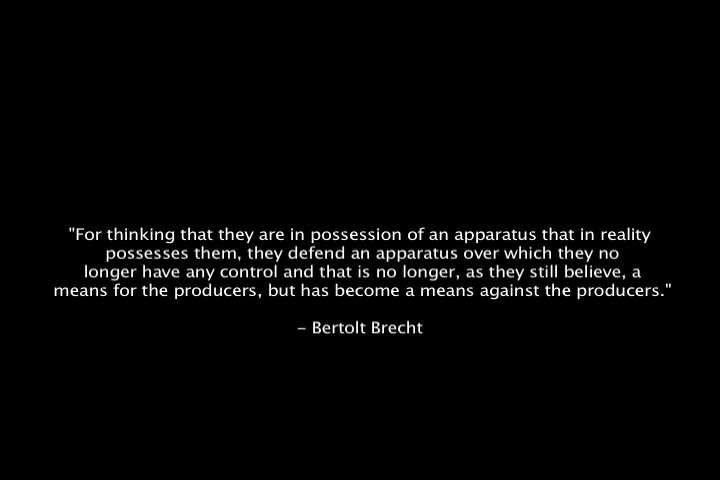 "For thinking that they are in possession of an apparatus that in reality
possesses them, they defend an apparatus over which they no
longer have any control and that is no longer, as they still believe, a
means for the producers, but has become a means against the producers."
– Bertolt Brecht